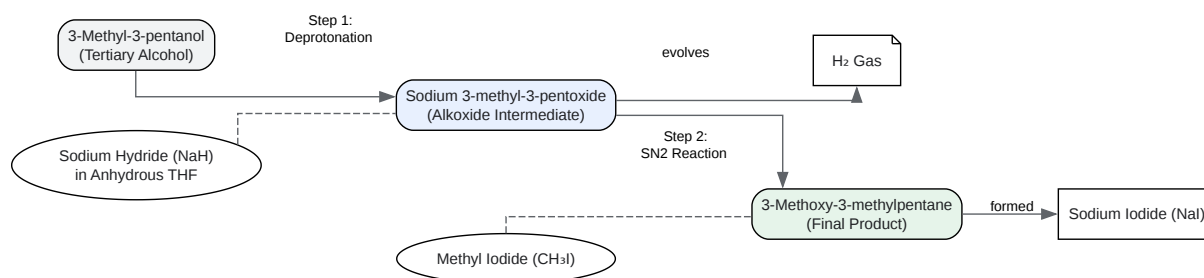 3-Methyl-3-pentanol
(Tertiary Alcohol)
Step 1:
Deprotonation
evolves
H₂ Gas
Sodium 3-methyl-3-pentoxide
(Alkoxide Intermediate)
Sodium Hydride (NaH)
in Anhydrous THF
Step 2:
SN2 Reaction
3-Methoxy-3-methylpentane
(Final Product)
formed
Sodium Iodide (NaI)
Methyl Iodide (CH₃I)